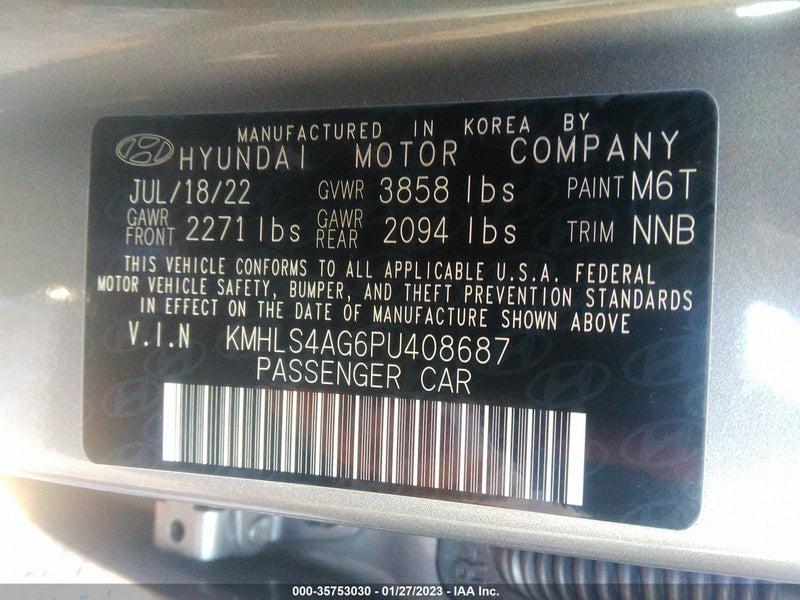 MANUFACTURED IN KOREA BY
HYUNDAI MOTOR COMPANY
JUL/18/22 GVWR 3858 lbs PAINT M6T
GAWR FRONT 2271 lbs GAWR REAR 2094 lbs TRIM NNB
THIS VEHICLE CONFORMS TO ALL APPLICABLE U.S.A. FEDERAL
MOTOR VEHICLE SAFETY, BUMPER, AND THEFT PREVENTION STANDARDS
IN EFFECT ON THE DATE OF MANUFACTURE SHOWN ABOVE
V.I.N KMHLS4AG6PU408687
PASSENGER CAR
000-35753030 - 01/27/2023 - IAA Inc.